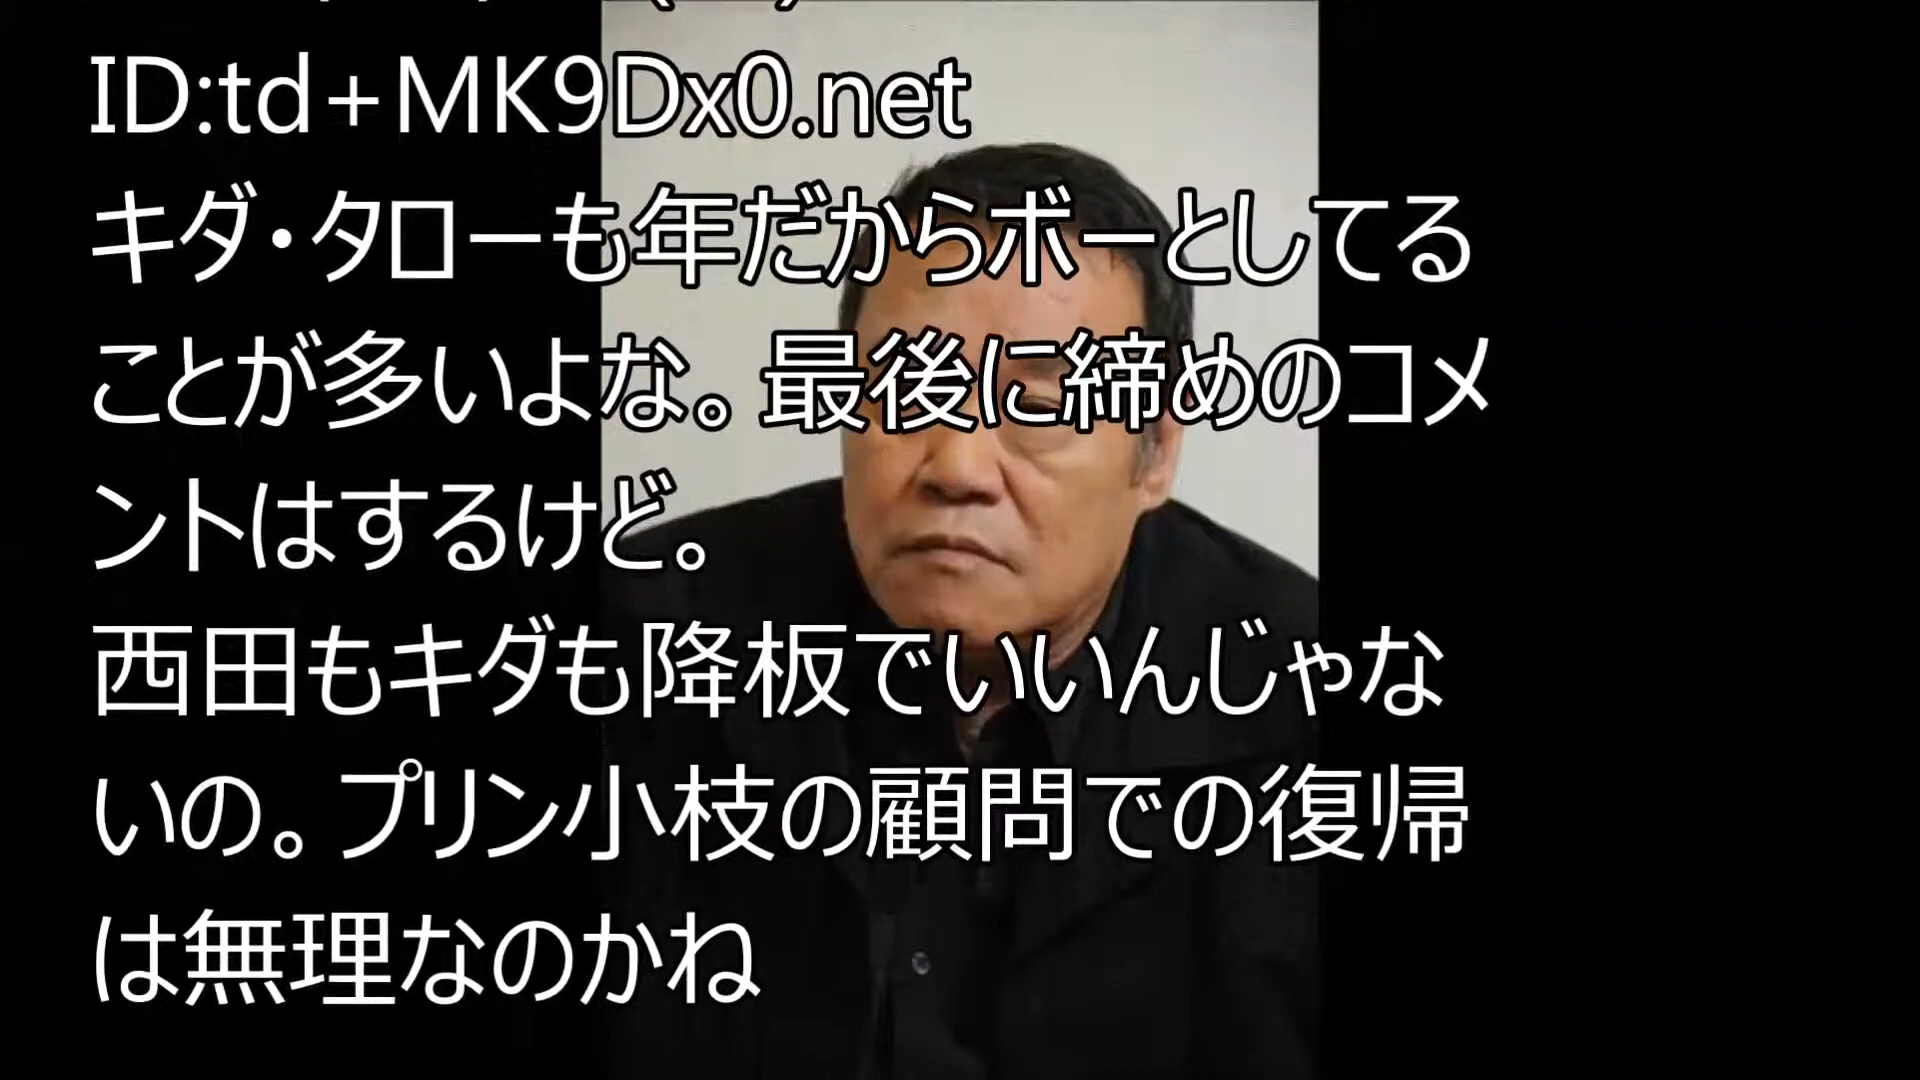 ID:td+MK9Dx0.net
キダ・タローも年だからボーとしてる
ことが多いよな。最後に締めのコメ
ントはするけど。
西田もキダも降板でいいんじゃな
いの。プリン小枝の顧問での復帰
は無理なのかね